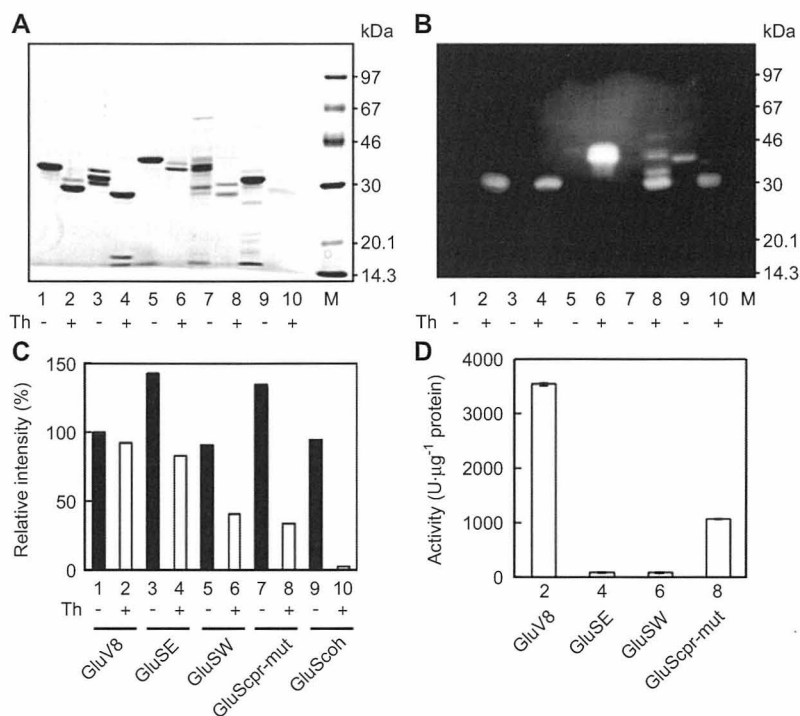 A
kDa
97
67
46
30
20.1
14.3
1 2 3 4 5 6 7 8 9 10 M
Th - + - + - + - + - +
B
kDa
97
67
46
30
20.1
14.3
1 2 3 4 5 6 7 8 9 10 M
Th - + - + - + - + - +
C
Relative intensity (%)
150
100
50
0
1 2 3 4 5 6 7 8 9 10
Th - + - + - + - + - +
GluV8
GluSE
GluSW
GluScpr-mut
GluScoh
D
Activity (U·μg⁻¹ protein)
4000
3000
2000
1000
0
2 4 6 8
GluV8
GluSE
GluSW
GluScpr-mut